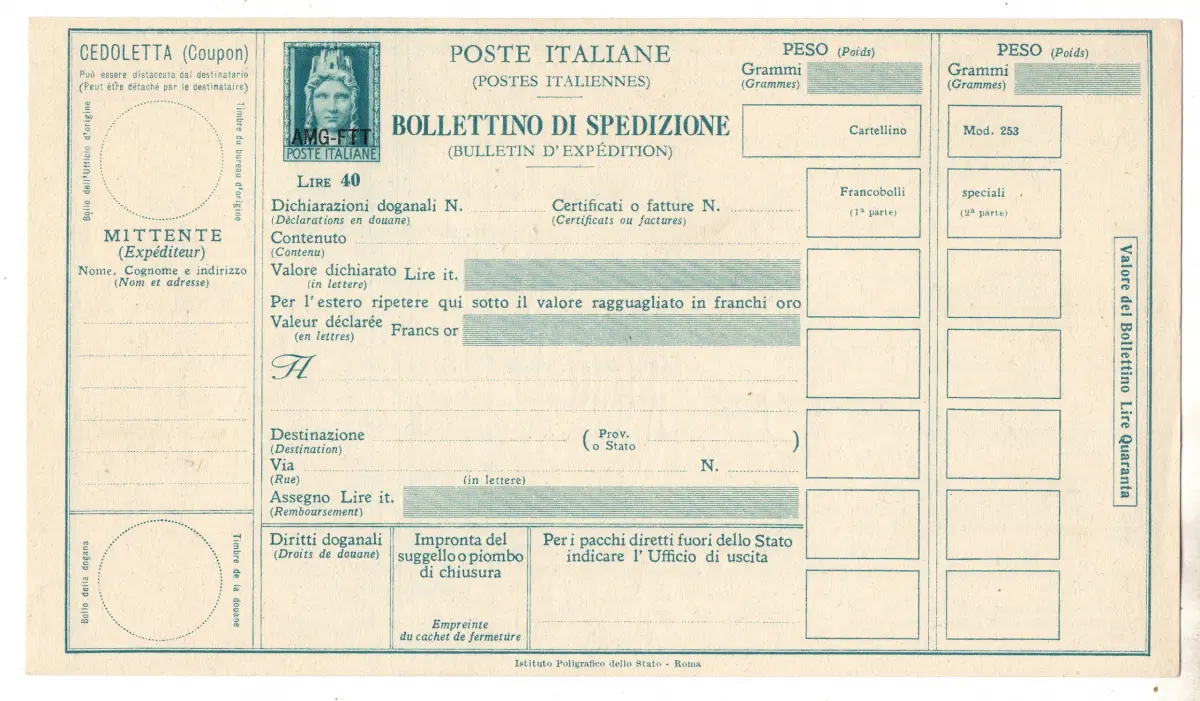 CEDOLETTA (Coupon)
Può essere distaccata dal destinatario
(Peut être détaché par le destinataire)
Bollo dell'Ufficio d'origine
Timbre du bureau d'origine
MITTENTE
(Expéditeur)
Nome, Cognome e indirizzo
(Nom et adresse)
Bollo della dogana
Timbre de la douane
AMG-FTT
POSTE ITALIANE
LIRE 40
POSTE ITALIANE
(POSTES ITALIENNES)
BOLLETTINO DI SPEDIZIONE
(BULLETIN D'EXPÉDITION)
Dichiarazioni doganali N.
(Déclarations en douane)
Certificati o fatture N.
(Certificats ou factures)
Contenuto
(Contenu)
Valore dichiarato Lire it.
(in lettere)
Per l'estero ripetere qui sotto il valore ragguagliato in franchi oro
Valeur déclarée Francs or
(en lettres)
A
Destinazione
(Destination)
( Prov.
o Stato )
Via
(Rue)
N.
(in lettere)
Assegno Lire it.
(Remboursement)
Diritti doganali
(Droits de douane)
Impronta del
suggello o piombo
di chiusura
Empreinte
du cachet de fermeture
Per i pacchi diretti fuori dello Stato
indicare l'Ufficio di uscita
PESO (Poids)
Grammi
(Grammes)
Cartellino
Francobolli
(1ª parte)
PESO (Poids)
Grammi
(Grammes)
Mod. 253
speciali
(2ª parte)
Valore del Bollettino Lire Quaranta
Istituto Poligrafico dello Stato - Roma